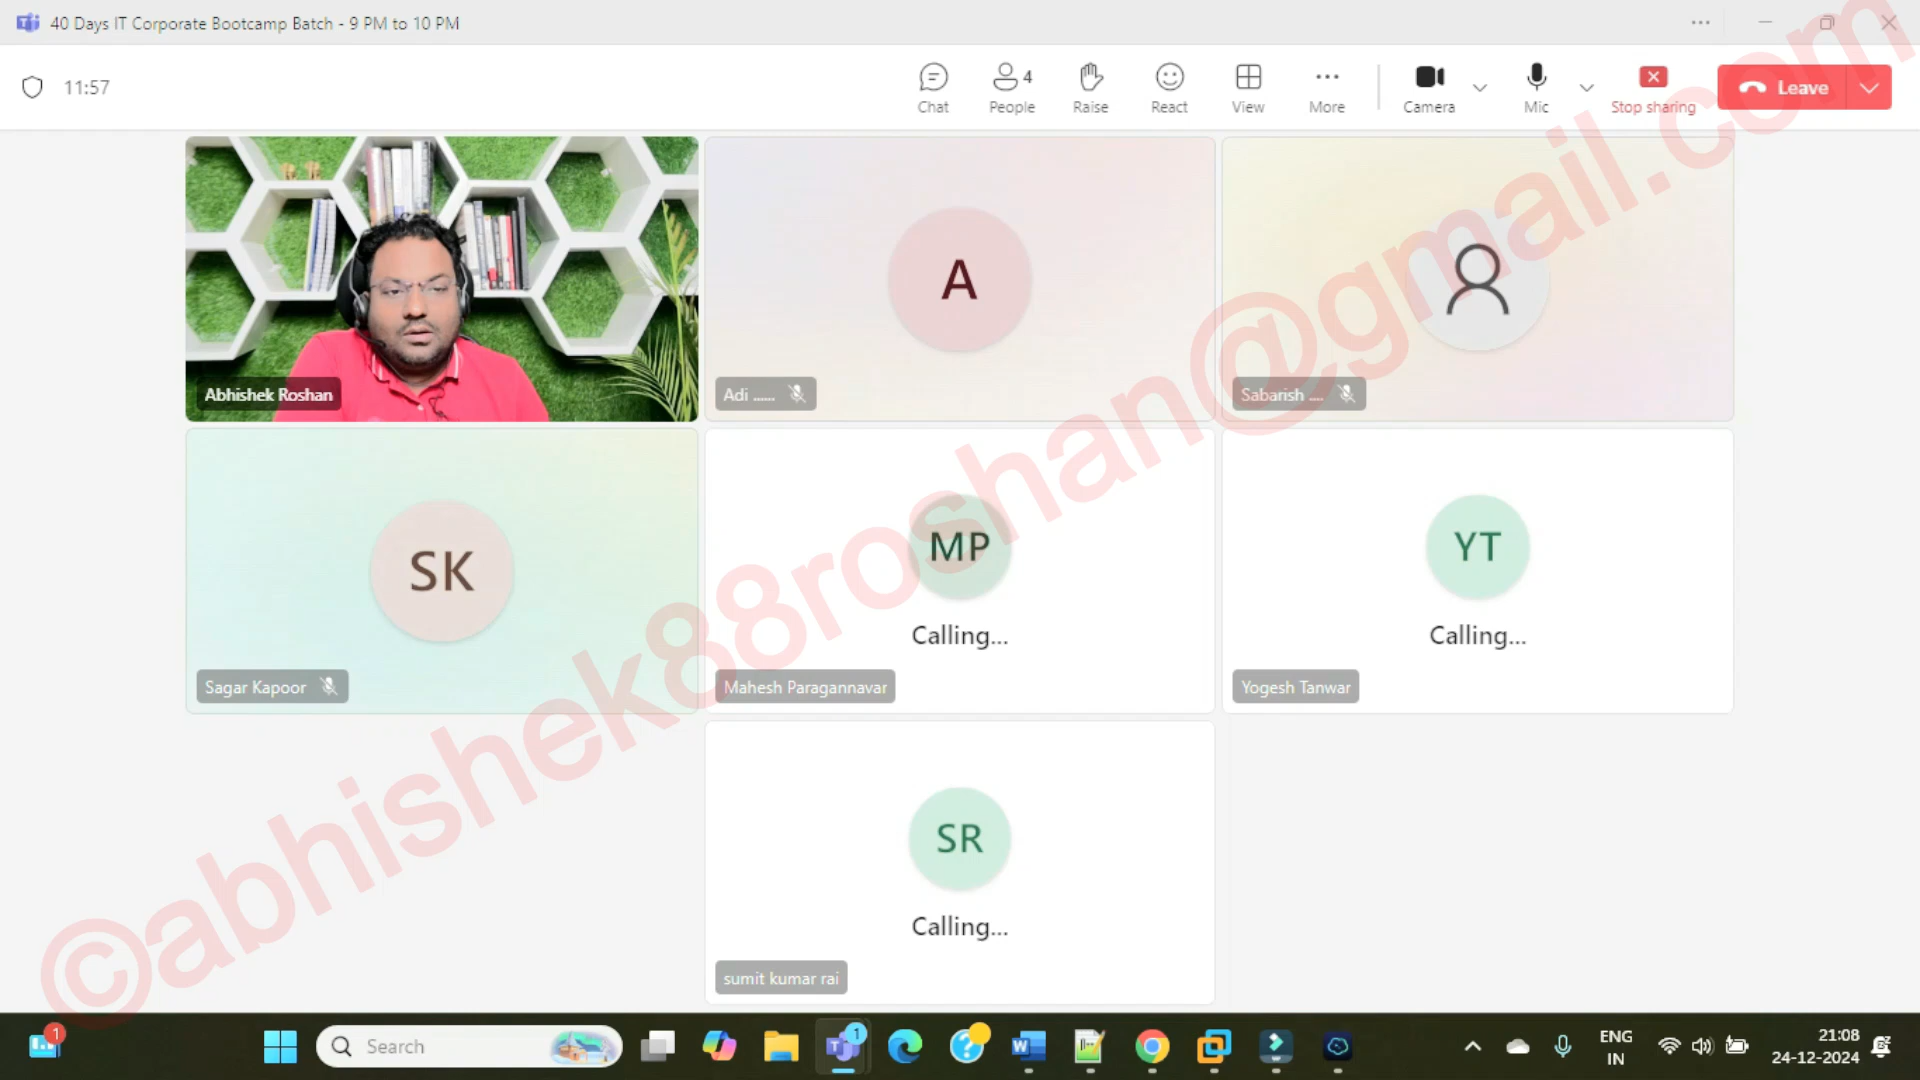 40 Days IT Corporate Bootcamp Batch - 9 PM to 10 PM
11:57
Chat
People
4
Raise
React
View
More
Camera
Mic
Stop sharing
Leave
Abhishek Roshan
A
Adi ......
Sabarish ....
SK
Sagar Kapoor
MP
Calling...
Mahesh Paragannavar
YT
Calling...
Yogesh Tanwar
SR
Calling...
sumit kumar rai
©abhishek88roshan@gmail.com
1
Search
1
ENG
IN
21:08
24-12-2024